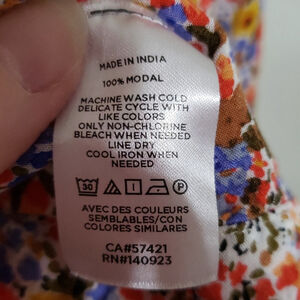 MADE IN INDIA
100% MODAL
MACHINE WASH COLD
DELICATE CYCLE WITH
LIKE COLORS
ONLY NON-CHLORINE
BLEACH WHEN NEEDED
LINE DRY
COOL IRON WHEN
NEEDED
30
P
AVEC DES COULEURS
SEMBLABLES/CON
COLORES SIMILARES
CA#57421
RN#140923